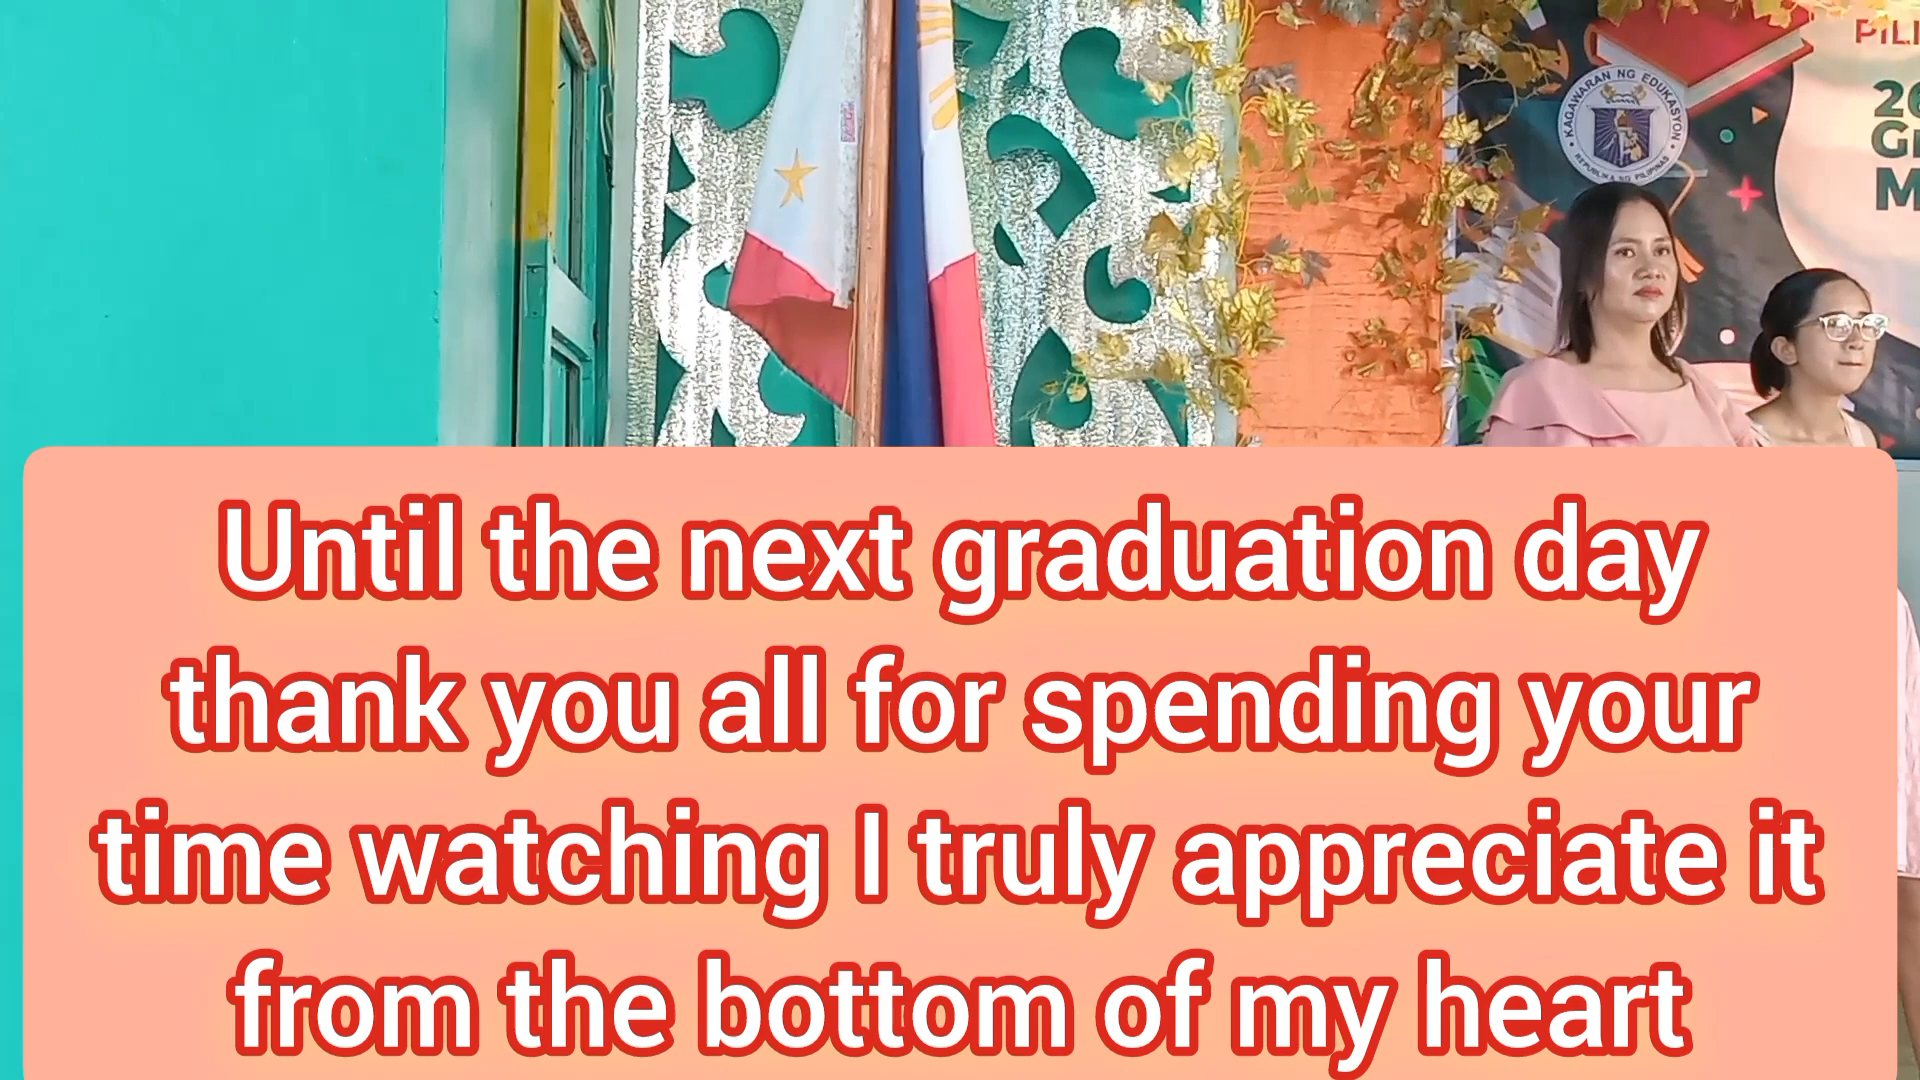 KAGAWARAN NG EDUKASYON
REPUBLIKA NG PILIPINAS
Until the next graduation day
thank you all for spending your
time watching I truly appreciate it
from the bottom of my heart